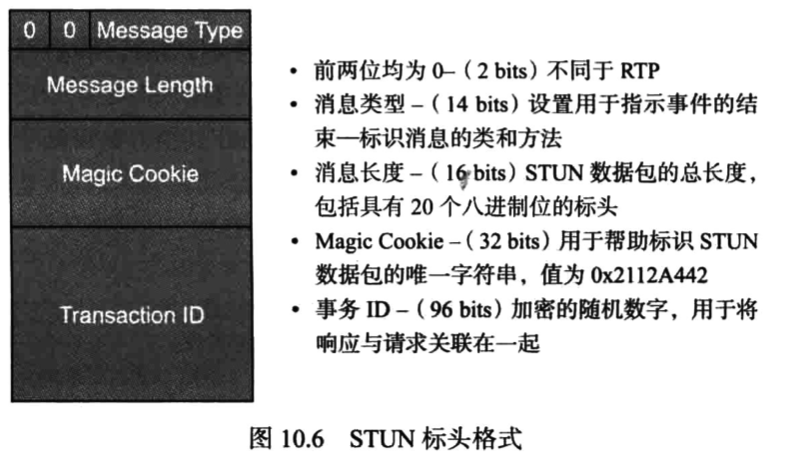 0 0 Message Type
Message Length
Magic Cookie
Transaction ID
• 前两位均为 0–（2 bits）不同于 RTP
• 消息类型 –（14 bits）设置用于指示事件的结
束—标识消息的类和方法
• 消息长度 –（16 bits）STUN 数据包的总长度，
包括具有 20 个八进制位的标头
• Magic Cookie –（32 bits）用于帮助标识 STUN
数据包的唯一字符串，值为 0x2112A442
• 事务 ID –（96 bits）加密的随机数字，用于将
响应与请求关联在一起
图 10.6 STUN 标头格式